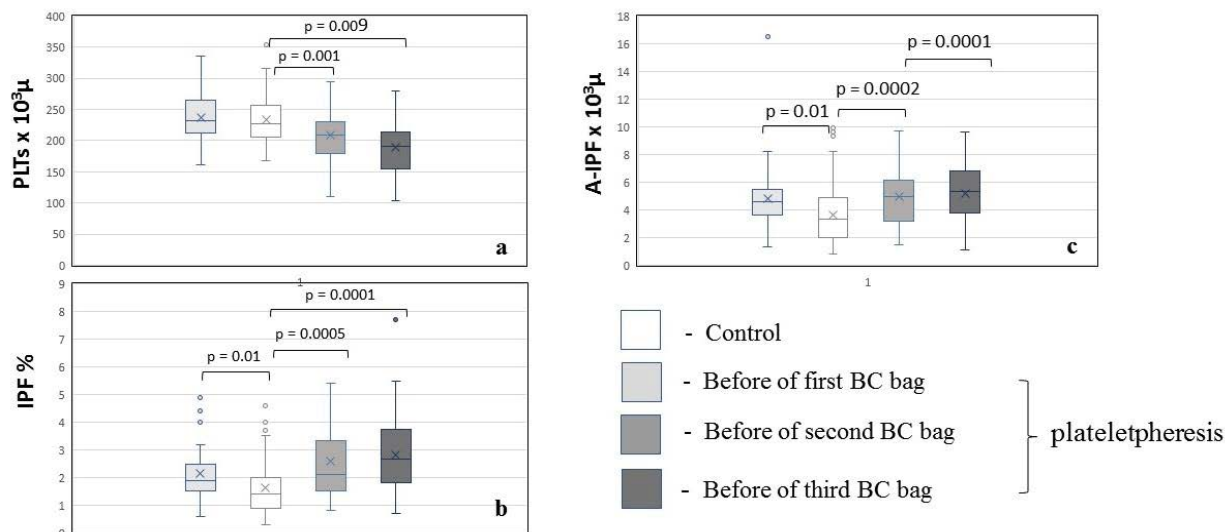 PLTs x 10³µ
400
350
300
250
200
150
100
50
0
p = 0.009
p = 0.001
a
1
IPF %
9
8
7
6
5
4
3
2
1
0
p = 0.0001
p = 0.0005
p = 0.01
b
A-IPF x 10³µ
18
16
14
12
10
8
6
4
2
0
p = 0.0001
p = 0.0002
p = 0.01
c
1
- Control
- Before of first BC bag
- Before of second BC bag
- Before of third BC bag
plateletpheresis